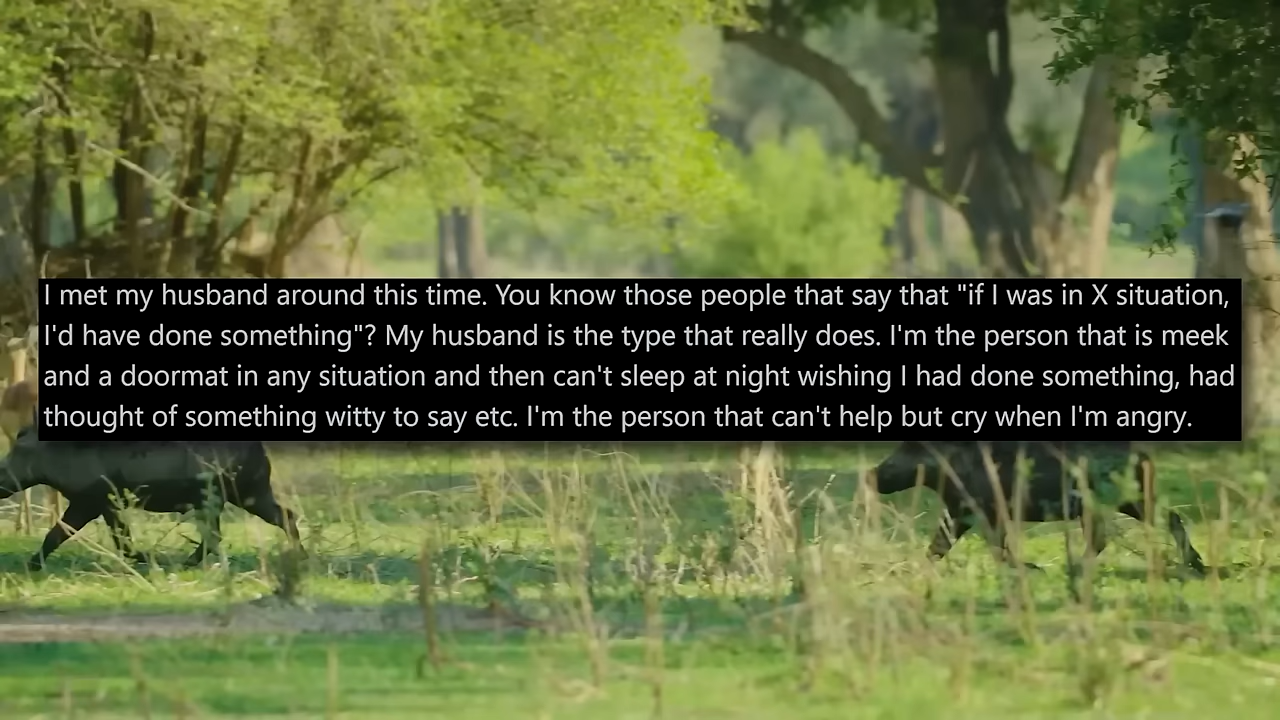 I met my husband around this time. You know those people that say that "if I was in X situation,
I'd have done something"? My husband is the type that really does. I'm the person that is meek
and a doormat in any situation and then can't sleep at night wishing I had done something, had
thought of something witty to say etc. I'm the person that can't help but cry when I'm angry.